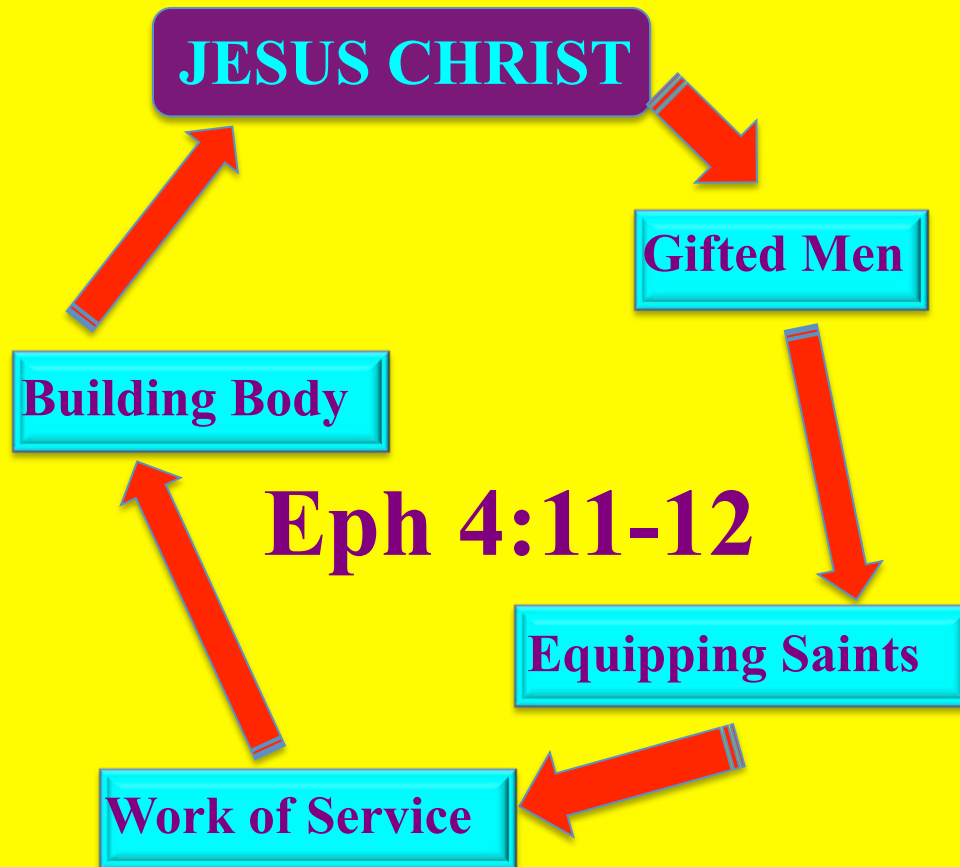 JESUS CHRIST
Gifted Men
Building Body
Eph 4:11-12
Equipping Saints
Work of Service